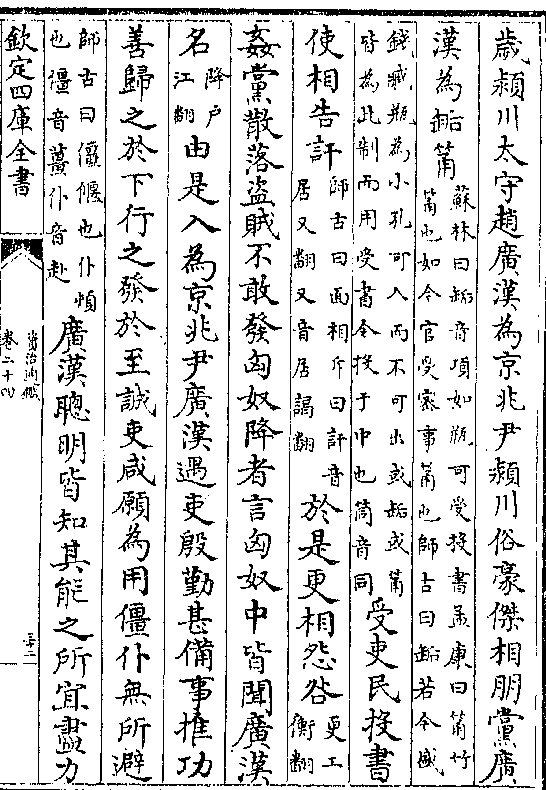 歲潁川太守趙廣漢為京兆尹潁川俗豪傑相朋黨廣
漢為缿筩
蘇林曰缿音項如瓶可受投書孟康曰筩竹
筩也如今官受密事筩也師古曰缿若今盛
錢臧瓶為小孔可入而不可出或缿或筩
皆為此制而用受書令投于中也筩音同
受吏民投書
使相告訐
師古曰面相斥曰訐音
居乂翻又音居謁翻
於是更相怨咎
更工
衡翻
姦黨散落盗賊不敢發匈奴降者言匈奴中皆聞廣漢
名
降户
江翻
由是入為京兆尹廣漢遇吏殷勤甚備事推功
善歸之於下行之發於至誠吏咸願為用僵仆無所避
師古曰僵偃也仆頓
也僵音薑仆音赴
廣漢聰明皆知其能之所宜盡力
欽定四庫全書
資治通鑑
卷二十四